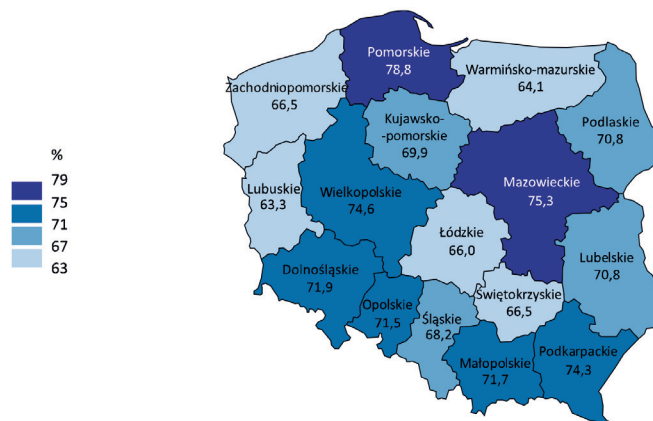 Pomorskie
78,8
Warmińsko-mazurskie
64,1
Zachodniopomorskie
66,5
Kujawsko-
-pomorskie
69,9
Podlaskie
70,8
%
79
75
71
67
63
Lubuskie
63,3
Wielkopolskie
74,6
Mazowieckie
75,3
Łódzkie
66,0
Lubelskie
70,8
Dolnośląskie
71,9
Opolskie
71,5
Śląskie
68,2
Świętokrzyskie
66,5
Małopolskie
71,7
Podkarpackie
74,3